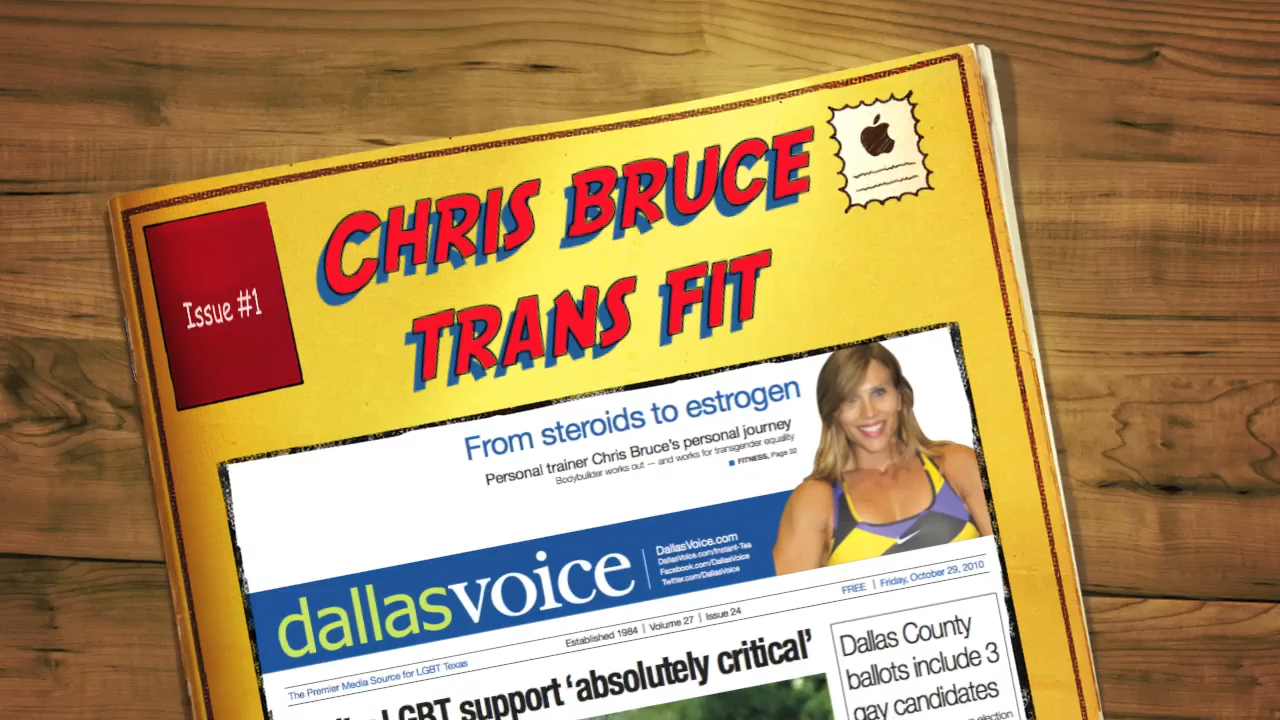 CHRIS BRUCE
TRANS FIT
Issue #1
From steroids to estrogen
Personal trainer Chris Bruce's personal journey
Bodybuilder works out — and works for transgender equality
FITNESS, Page 32
dallasvoice
DallasVoice.com
DallasVoice.com/Instant-Tea
Facebook.com/DallasVoice
Twitter.com/DallasVoice
The Premier Media Source for LGBT Texas
Established 1984 | Volume 27 | Issue 24
FREE | Friday, October 29, 2010
LGBT support 'absolutely critical'
Dallas County
ballots include 3
gay candidates
election